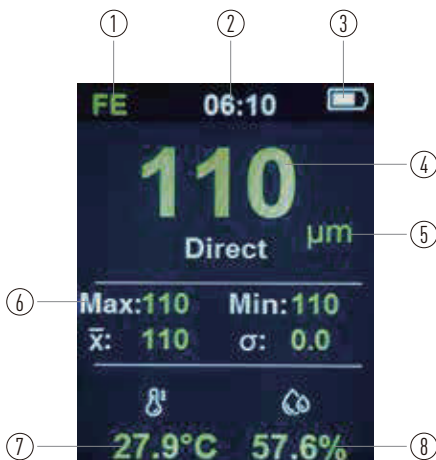 ① ② ③
FE 06:10
110 ④
µm ⑤
Direct
⑥ Max:110 Min:110
x̅: 110 σ: 0.0
⑦ 27.9°C 57.6% ⑧